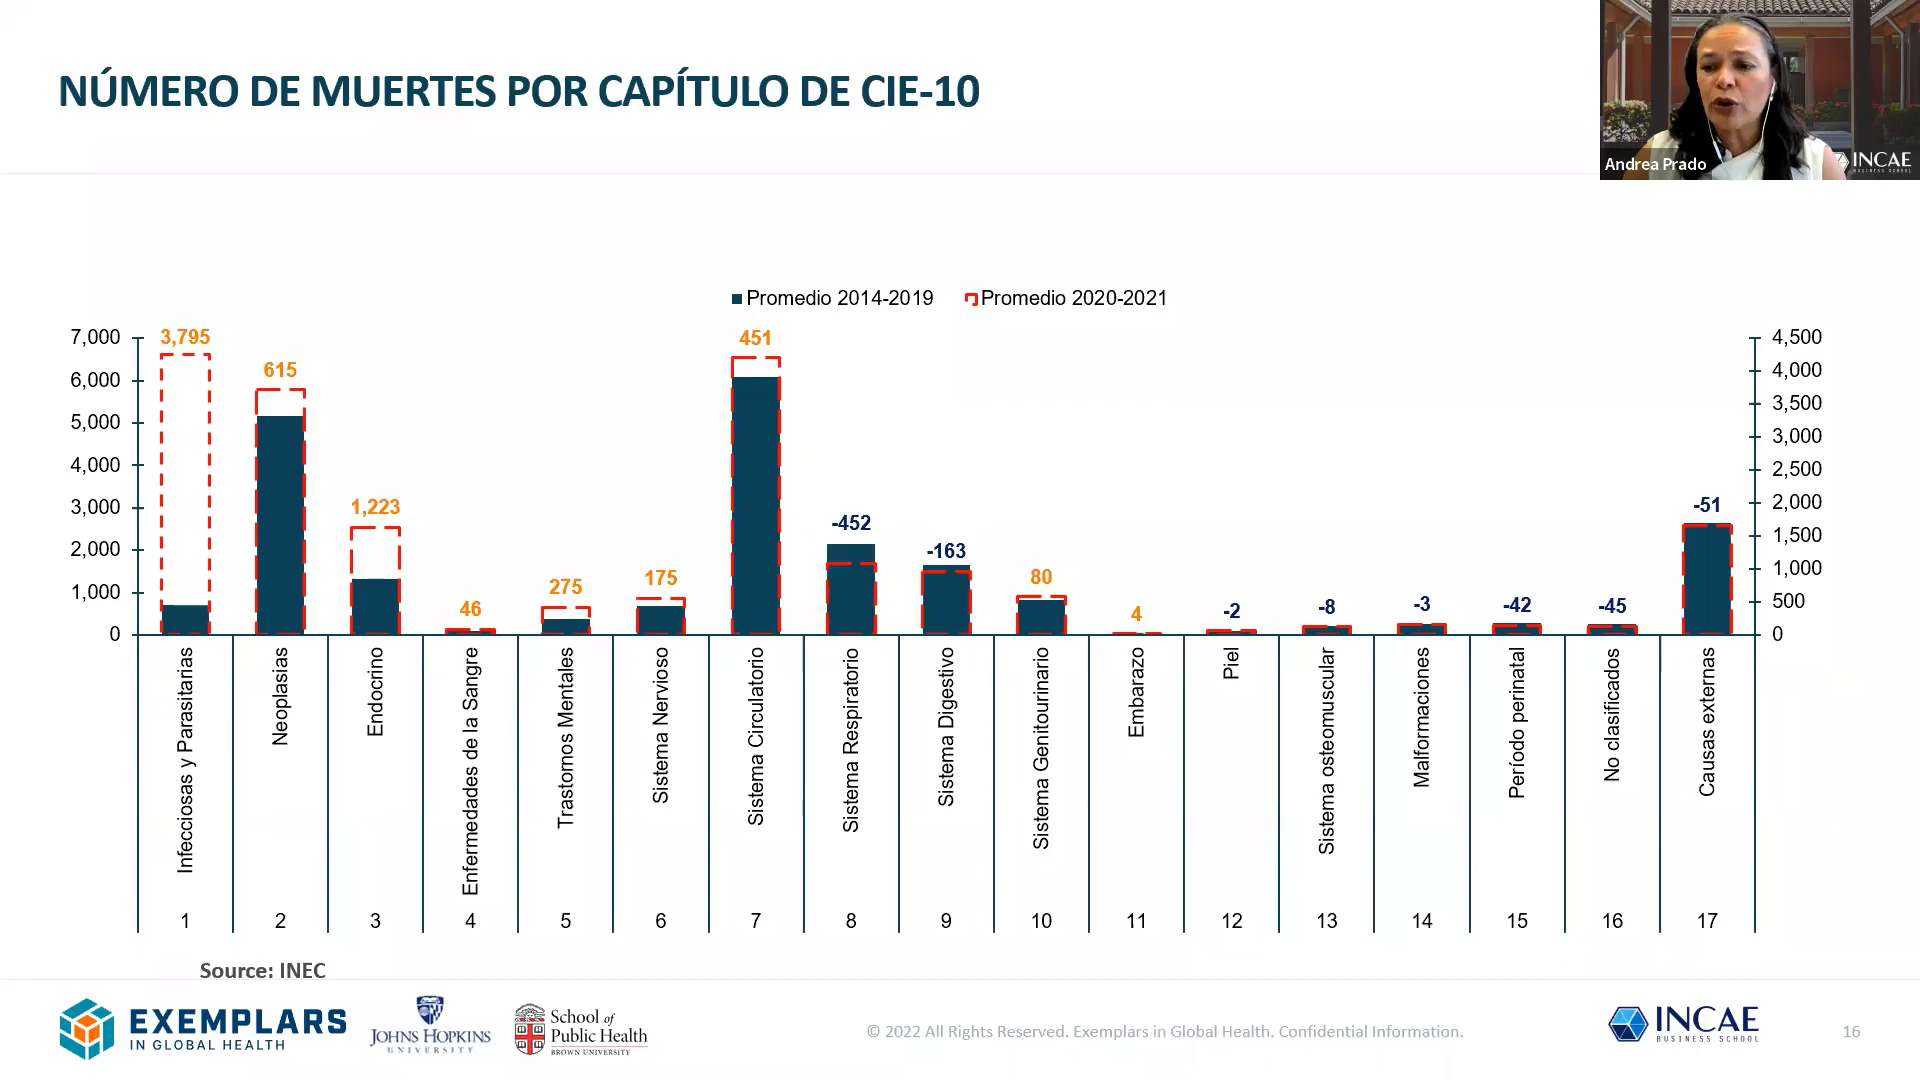 NÚMERO DE MUERTES POR CAPÍTULO DE CIE-10
Andrea Prado
INCAE
BUSINESS SCHOOL
Promedio 2014-2019
Promedio 2020-2021
7,000
6,000
5,000
4,000
3,000
2,000
1,000
0
3,795
615
1,223
46
275
175
451
-452
-163
80
4
-2
-8
-3
-42
-45
-51
4,500
4,000
3,500
3,000
2,500
2,000
1,500
1,000
500
0
Infecciosas y Parasitarias
Neoplasias
Endocrino
Enfermedades de la Sangre
Trastornos Mentales
Sistema Nervioso
Sistema Circulatorio
Sistema Respiratorio
Sistema Digestivo
Sistema Genitourinario
Embarazo
Piel
Sistema osteomuscular
Malformaciones
Período perinatal
No clasificados
Causas externas
1 2 3 4 5 6 7 8 9 10 11 12 13 14 15 16 17
Source: INEC
EXEMPLARS
IN GLOBAL HEALTH
JOHNS HOPKINS
UNIVERSITY
School of
Public Health
BROWN UNIVERSITY
© 2022 All Rights Reserved. Exemplars in Global Health. Confidential Information.
INCAE
BUSINESS SCHOOL
16